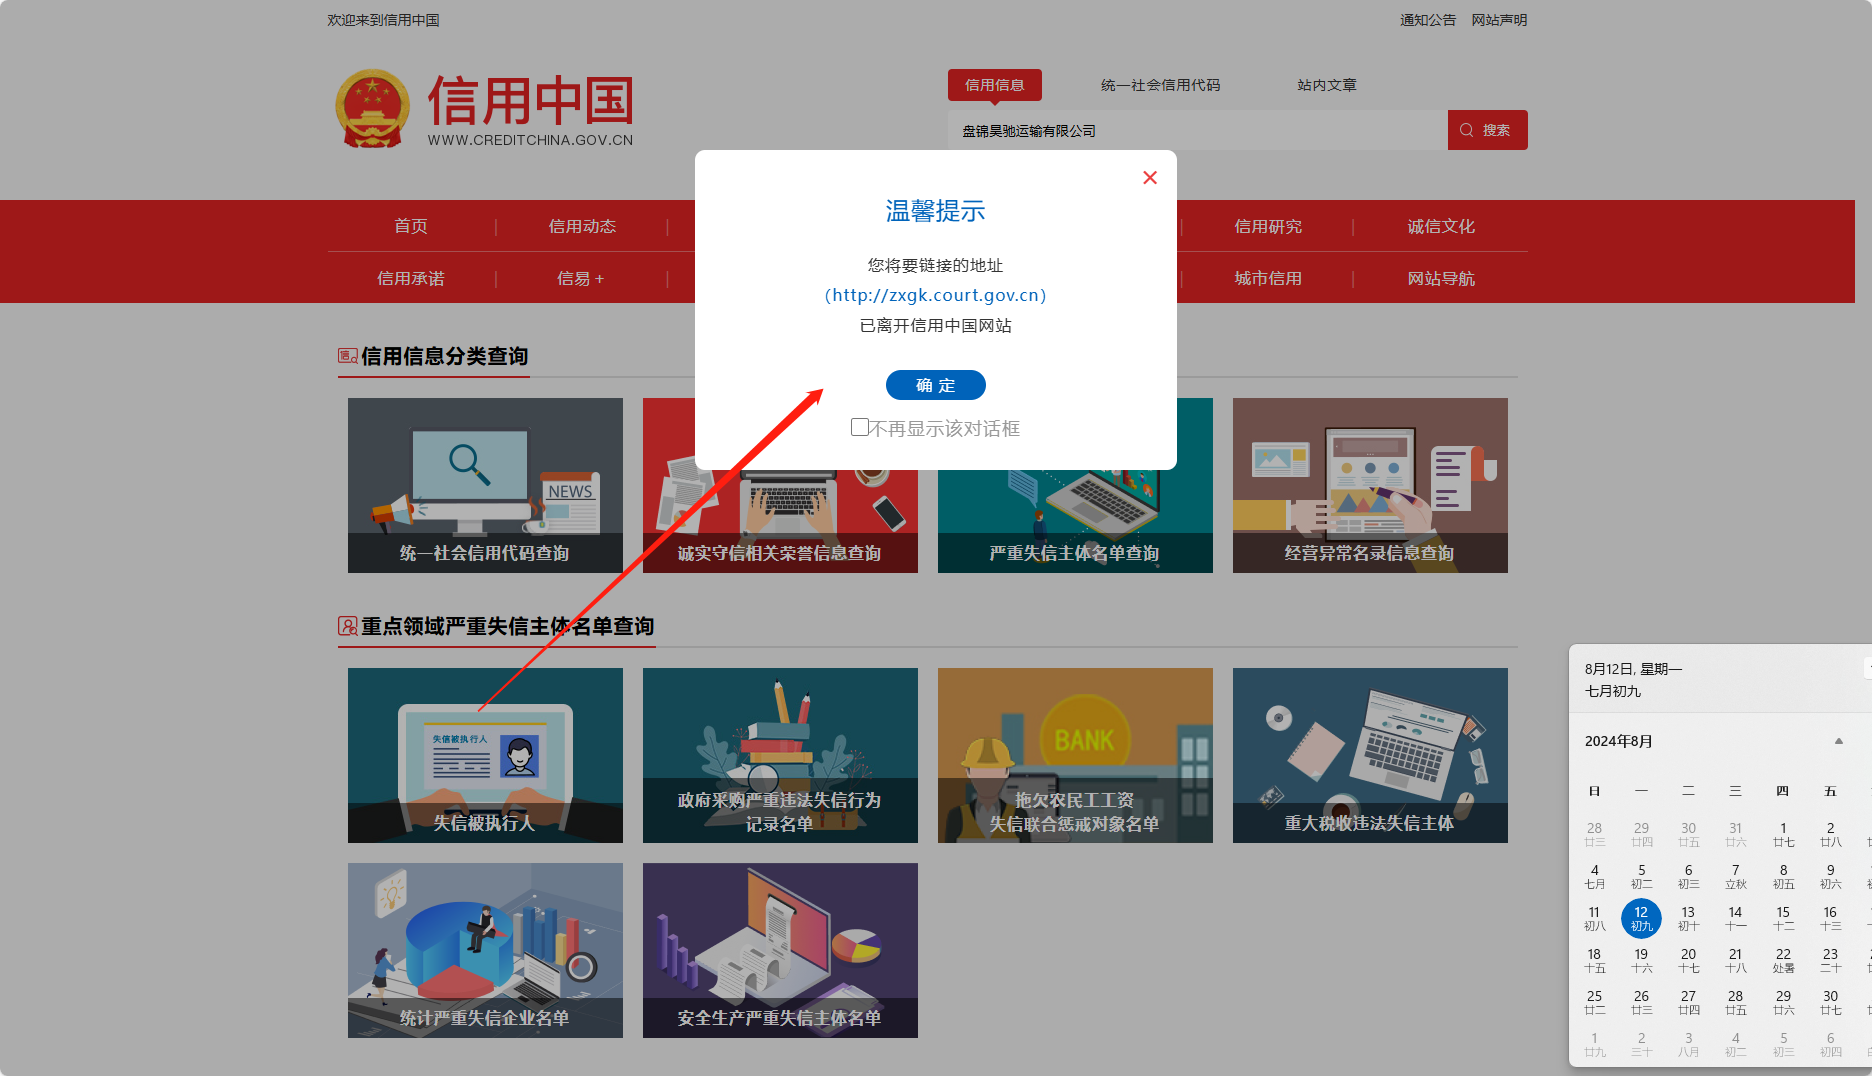 欢迎来到信用中国
通知公告 网站声明
信用中国
WWW.CREDITCHINA.GOV.CN
信用信息 统一社会信用代码 站内文章
盘锦昊驰运输有限公司
搜索
首页 信用动态 信用研究 诚信文化
信用承诺 信易+ 城市信用 网站导航
温馨提示
您将要链接的地址
(http://zxgk.court.gov.cn)
已离开信用中国网站
确定
不再显示该对话框
信用信息分类查询
NEWS
统一社会信用代码查询
诚实守信相关荣誉信息查询
严重失信主体名单查询
经营异常名录信息查询
重点领域严重失信主体名单查询
失信被执行人
失信被执行人
政府采购严重违法失信行为
记录名单
BANK
拖欠农民工工资
失信联合惩戒对象名单
重大税收违法失信主体
统计严重失信企业名单
安全生产严重失信主体名单
8月12日, 星期一
七月初九
2024年8月
日 一 二 三 四 五
28 29 30 31 1 2
廿三 廿四 廿五 廿六 廿七 廿八
4 5 6 7 8 9
七月 初二 初三 立秋 初五 初六
11 12 13 14 15 16
初八 初九 初十 十一 十二 十三
18 19 20 21 22 23
十五 十六 十七 十八 处暑 二十
25 26 27 28 29 30
廿二 廿三 廿四 廿五 廿六 廿七
1 2 3 4 5 6
廿九 三十 八月 初二 初三 初四